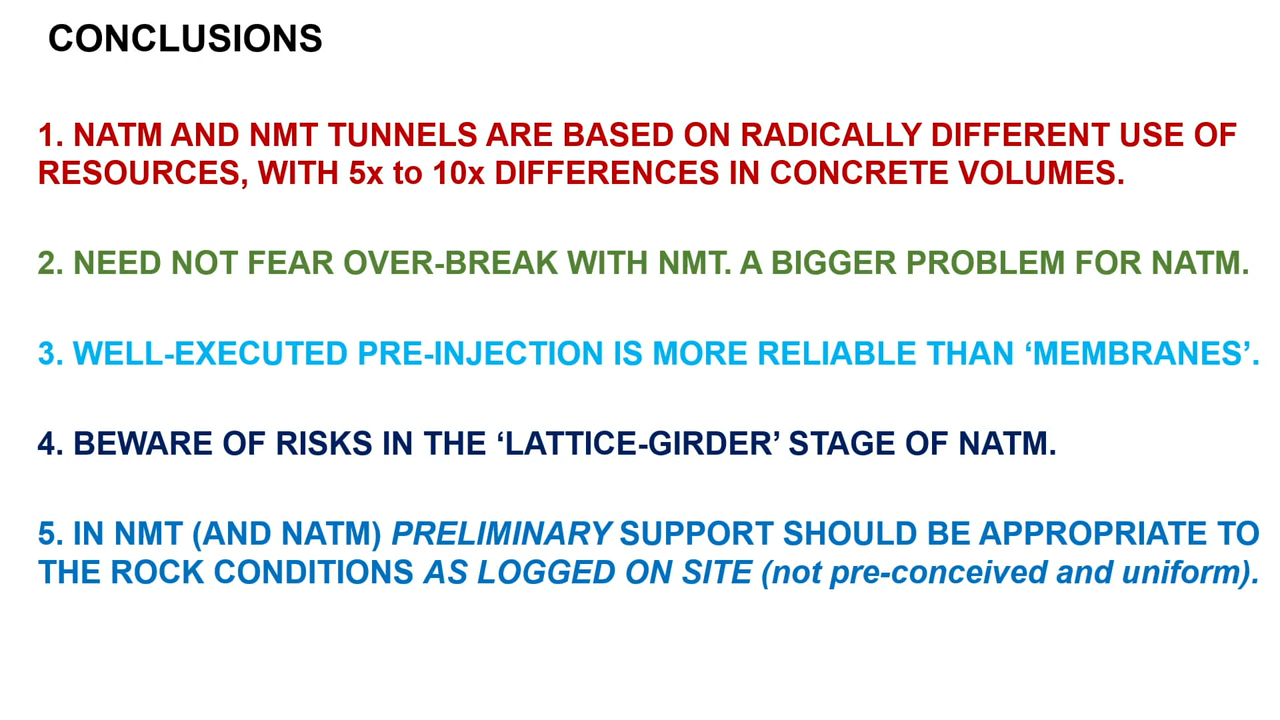 CONCLUSIONS
1. NATM AND NMT TUNNELS ARE BASED ON RADICALLY DIFFERENT USE OF
RESOURCES, WITH 5x to 10x DIFFERENCES IN CONCRETE VOLUMES.
2. NEED NOT FEAR OVER-BREAK WITH NMT. A BIGGER PROBLEM FOR NATM.
3. WELL-EXECUTED PRE-INJECTION IS MORE RELIABLE THAN ‘MEMBRANES’.
4. BEWARE OF RISKS IN THE ‘LATTICE-GIRDER’ STAGE OF NATM.
5. IN NMT (AND NATM) PRELIMINARY SUPPORT SHOULD BE APPROPRIATE TO
THE ROCK CONDITIONS AS LOGGED ON SITE (not pre-conceived and uniform).